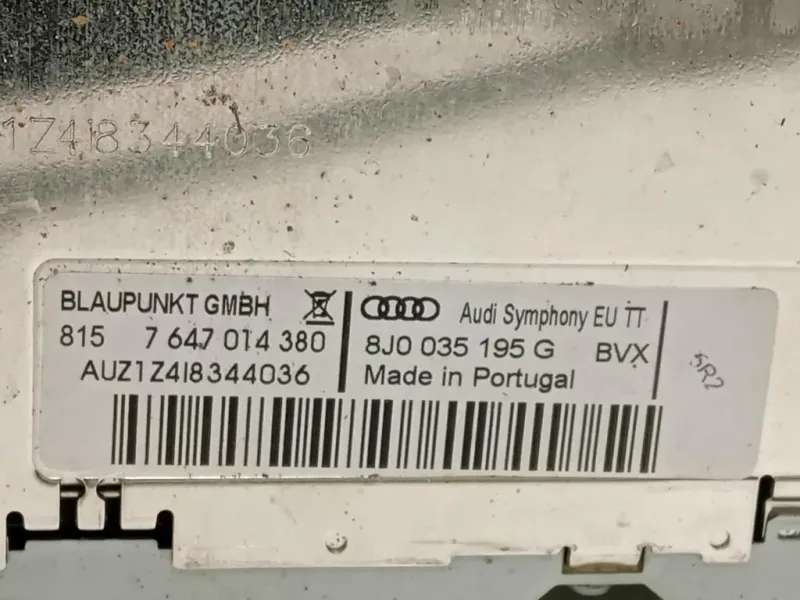 1Z4I8344036
BLAUPUNKT GMBH
815 7 647 014 380
AUZ1Z4I8344036
Audi Symphony EU TT
8J0 035 195 G BVX
Made in Portugal